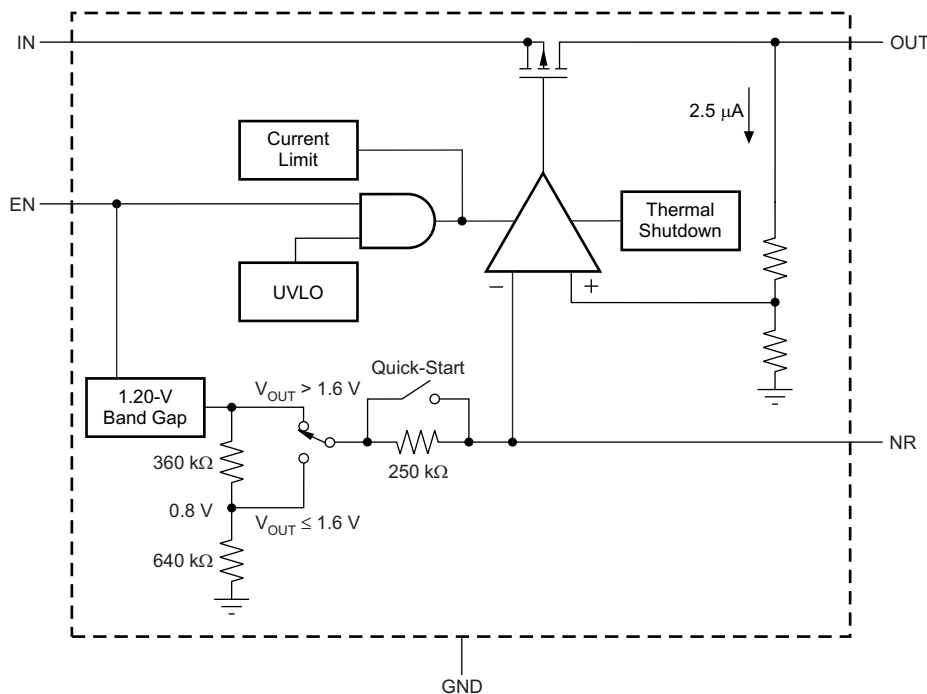 IN
OUT
2.5 μA
Current
Limit
EN
Thermal
Shutdown
UVLO
−
+
Quick-Start
V_OUT > 1.6 V
1.20-V
Band Gap
NR
360 kΩ
250 kΩ
0.8 V
V_OUT ≤ 1.6 V
640 kΩ
GND